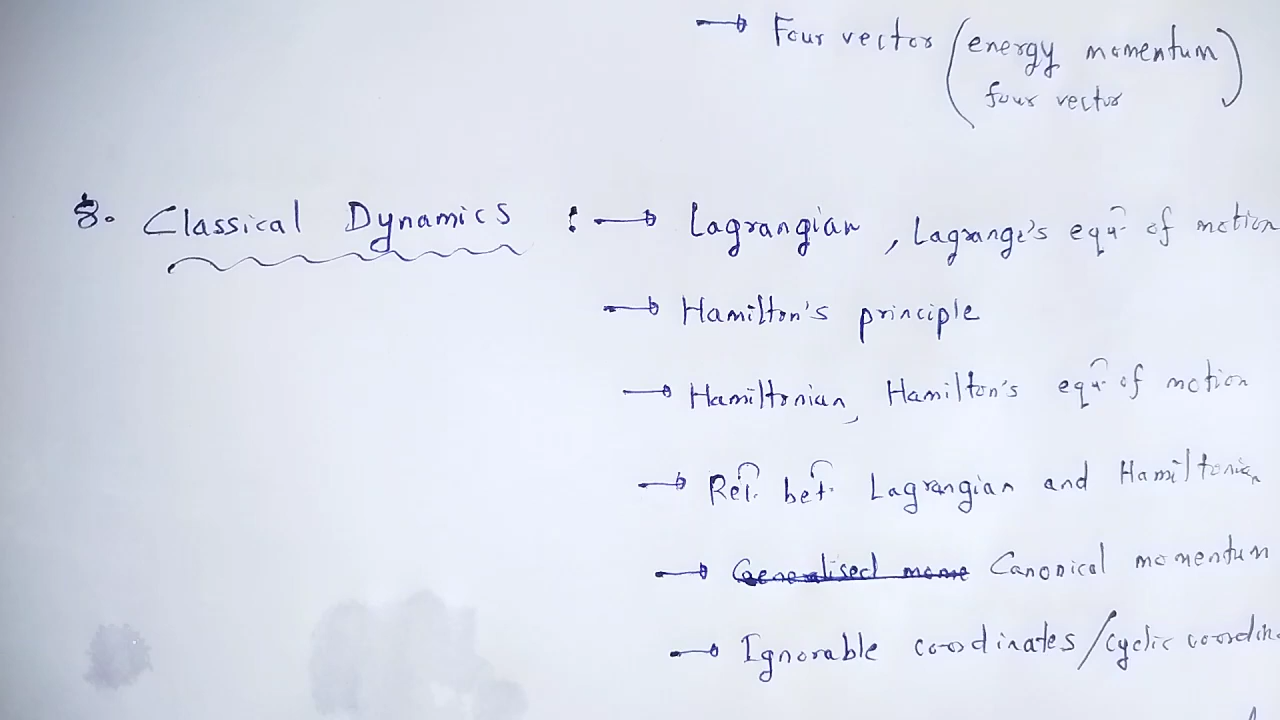 → Four vector (energy momentum
four vector)
8. Classical Dynamics : → Lagrangian, Lagrange's equn of motion
→ Hamilton's principle
→ Hamiltonian, Hamilton's equn of motion
→ Rel. bet. Lagrangian and Hamiltonian
→ Generalised mome Canonical momentum
→ Ignorable coordinates/cyclic coordin